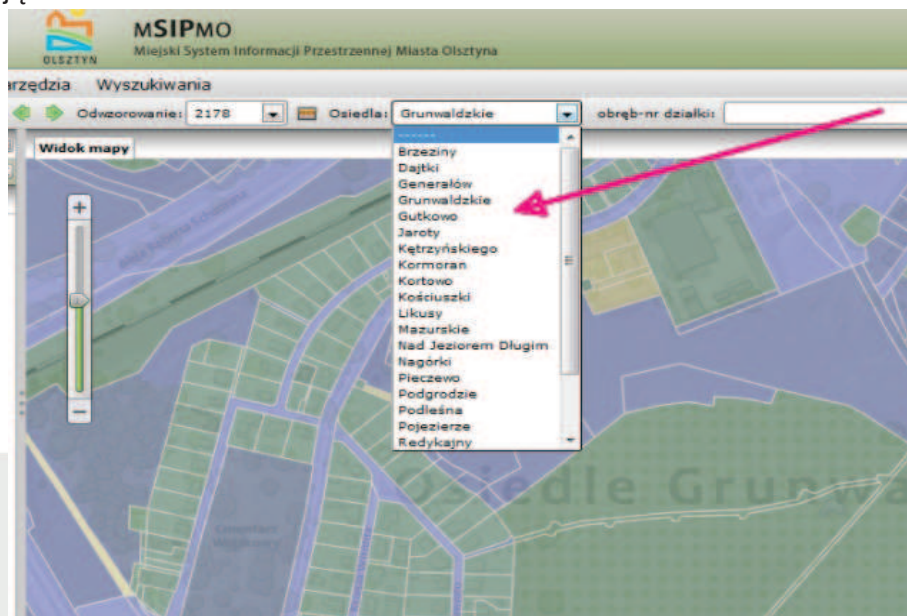 ję
MSIPMO
Miejski System Informacji Przestrzennej Miasta Olsztyna
OLSZTYN
arzędzia Wyszukiwania
Odwzorowanie: 2178 Osiedla: Grunwaldzkie obręb-nr działki:
Widok mapy
------
Brzeziny
Dajtki
Generałów
Grunwaldzkie
Gutkowo
Jaroty
Kętrzyńskiego
Kormoran
Kortowo
Kościuszki
Likusy
Mazurskie
Nad Jeziorem Długim
Nagórki
Pieczewo
Podgrodzie
Podleśna
Pojezierze
Redykajny
Osiedle Grunwa